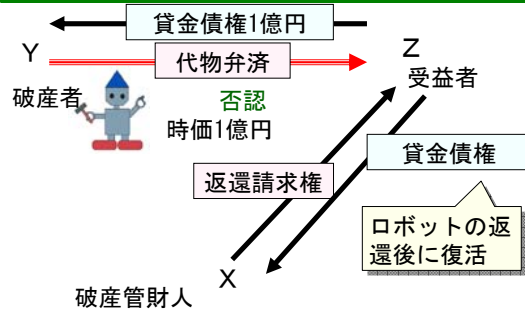 貸金債権1億円
Y
Z
代物弁済
受益者
破産者
否認
時価1億円
貸金債権
返還請求権
ロボットの返
還後に復活
X
破産管財人